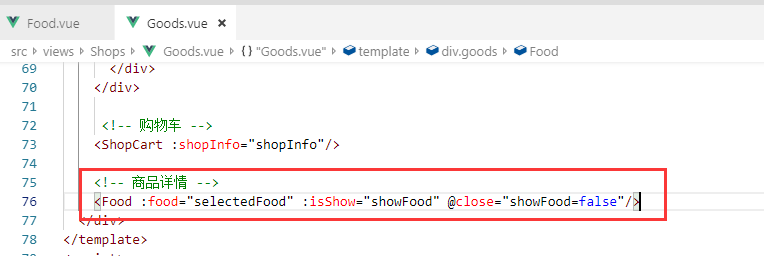 Food.vue Goods.vue ×
src > views > Shops > Goods.vue > {} "Goods.vue" > template > div.goods > Food
69 </div>
70 </div>
71
72 <!-- 购物车 -->
73 <ShopCart :shopInfo="shopInfo"/>
74
75 <!-- 商品详情 -->
76 <Food :food="selectedFood" :isShow="showFood" @close="showFood=false"/>
77 </div>
78 </template>